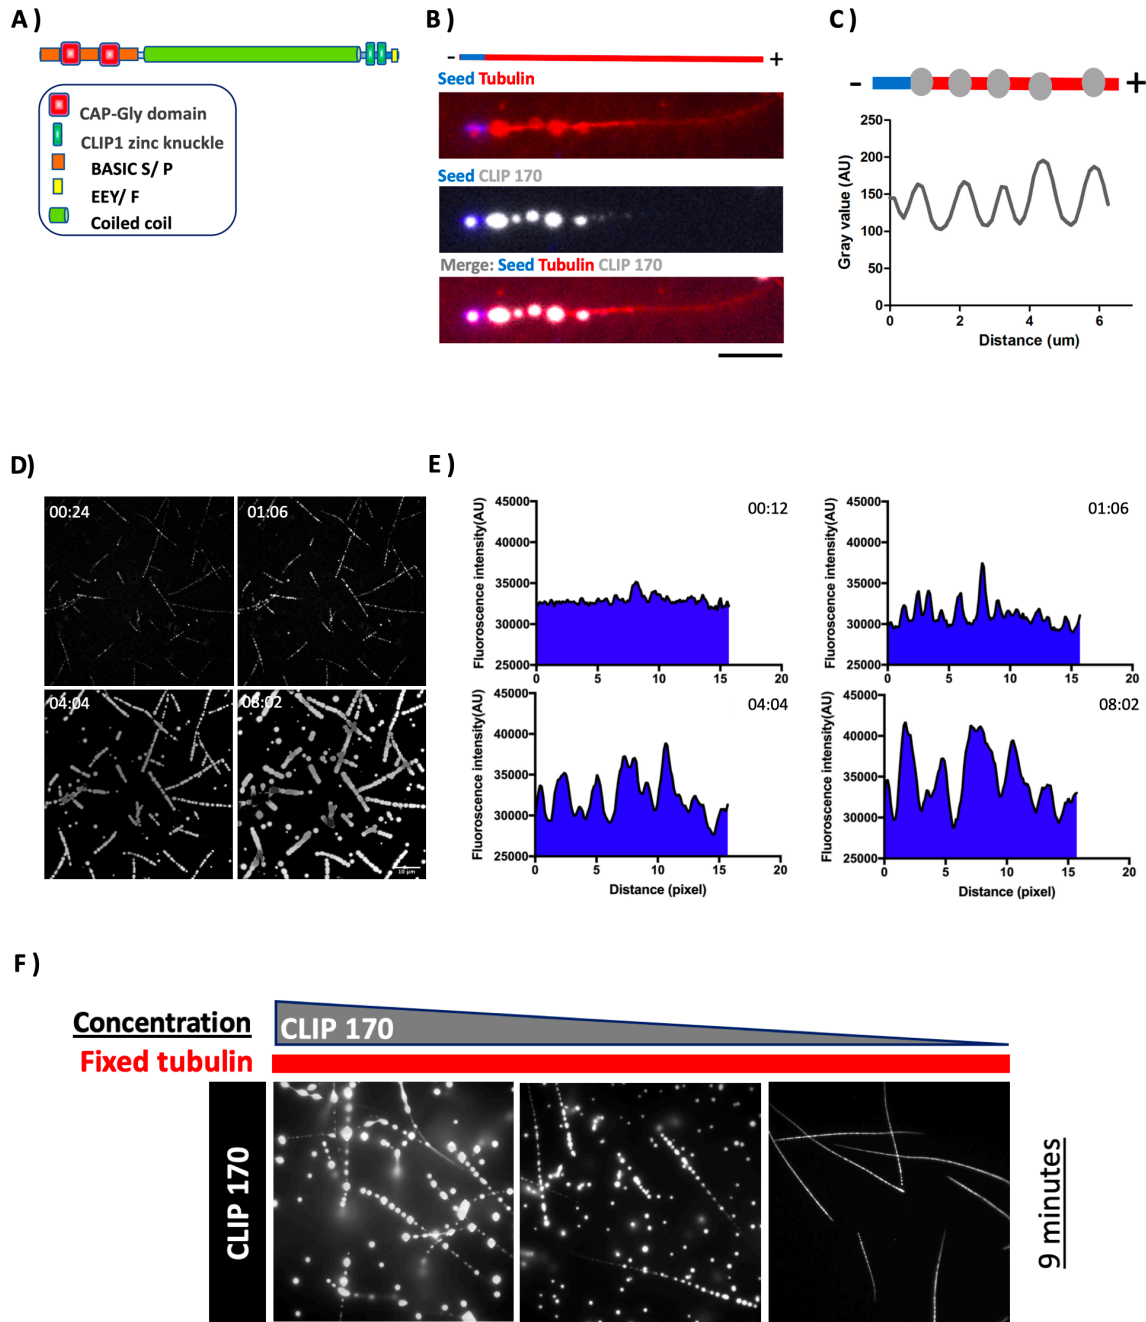 A )
CAP-Gly domain
CLIP1 zinc knuckle
BASIC S/ P
EEY/ F
Coiled coil
B )
- +
Seed Tubulin
Seed CLIP 170
Merge: Seed Tubulin CLIP 170
C )
- +
Gray value (AU)
250
200
150
100
50
0
0 2 4 6
Distance (um)
D)
00:24
01:06
04:04
08:02
10 µm
E )
Fluoroscence intensity(AU)
45000
40000
35000
30000
25000
00:12
0 5 10 15 20
Fluoroscence intensity(AU)
45000
40000
35000
30000
25000
01:06
0 5 10 15 20
Fluoroscence intensity(AU)
45000
40000
35000
30000
25000
04:04
0 5 10 15 20
Distance (pixel)
Fluoroscence intensity(AU)
45000
40000
35000
30000
25000
08:02
0 5 10 15 20
Distance (pixel)
F )
Concentration
CLIP 170
Fixed tubulin
CLIP 170
9 minutes